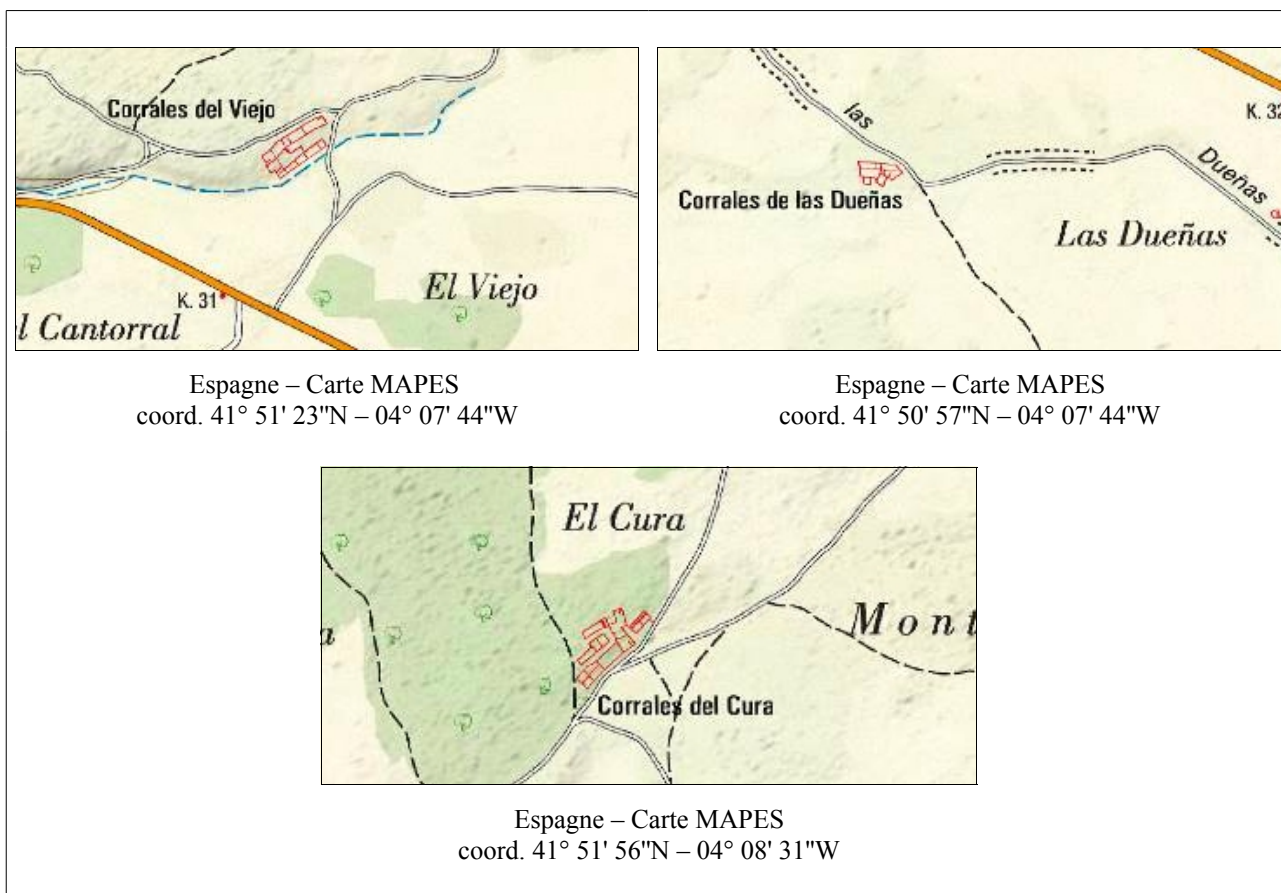 Corrales del Viejo
El Viejo
K. 31
l Cantorral
Espagne – Carte MAPES
coord. 41° 51' 23"N – 04° 07' 44"W
las
K. 32
Dueñas
Corrales de las Dueñas
Las Dueñas
Espagne – Carte MAPES
coord. 41° 50' 57"N – 04° 07' 44"W
El Cura
a
Mont
Corrales del Cura
Espagne – Carte MAPES
coord. 41° 51' 56"N – 04° 08' 31"W